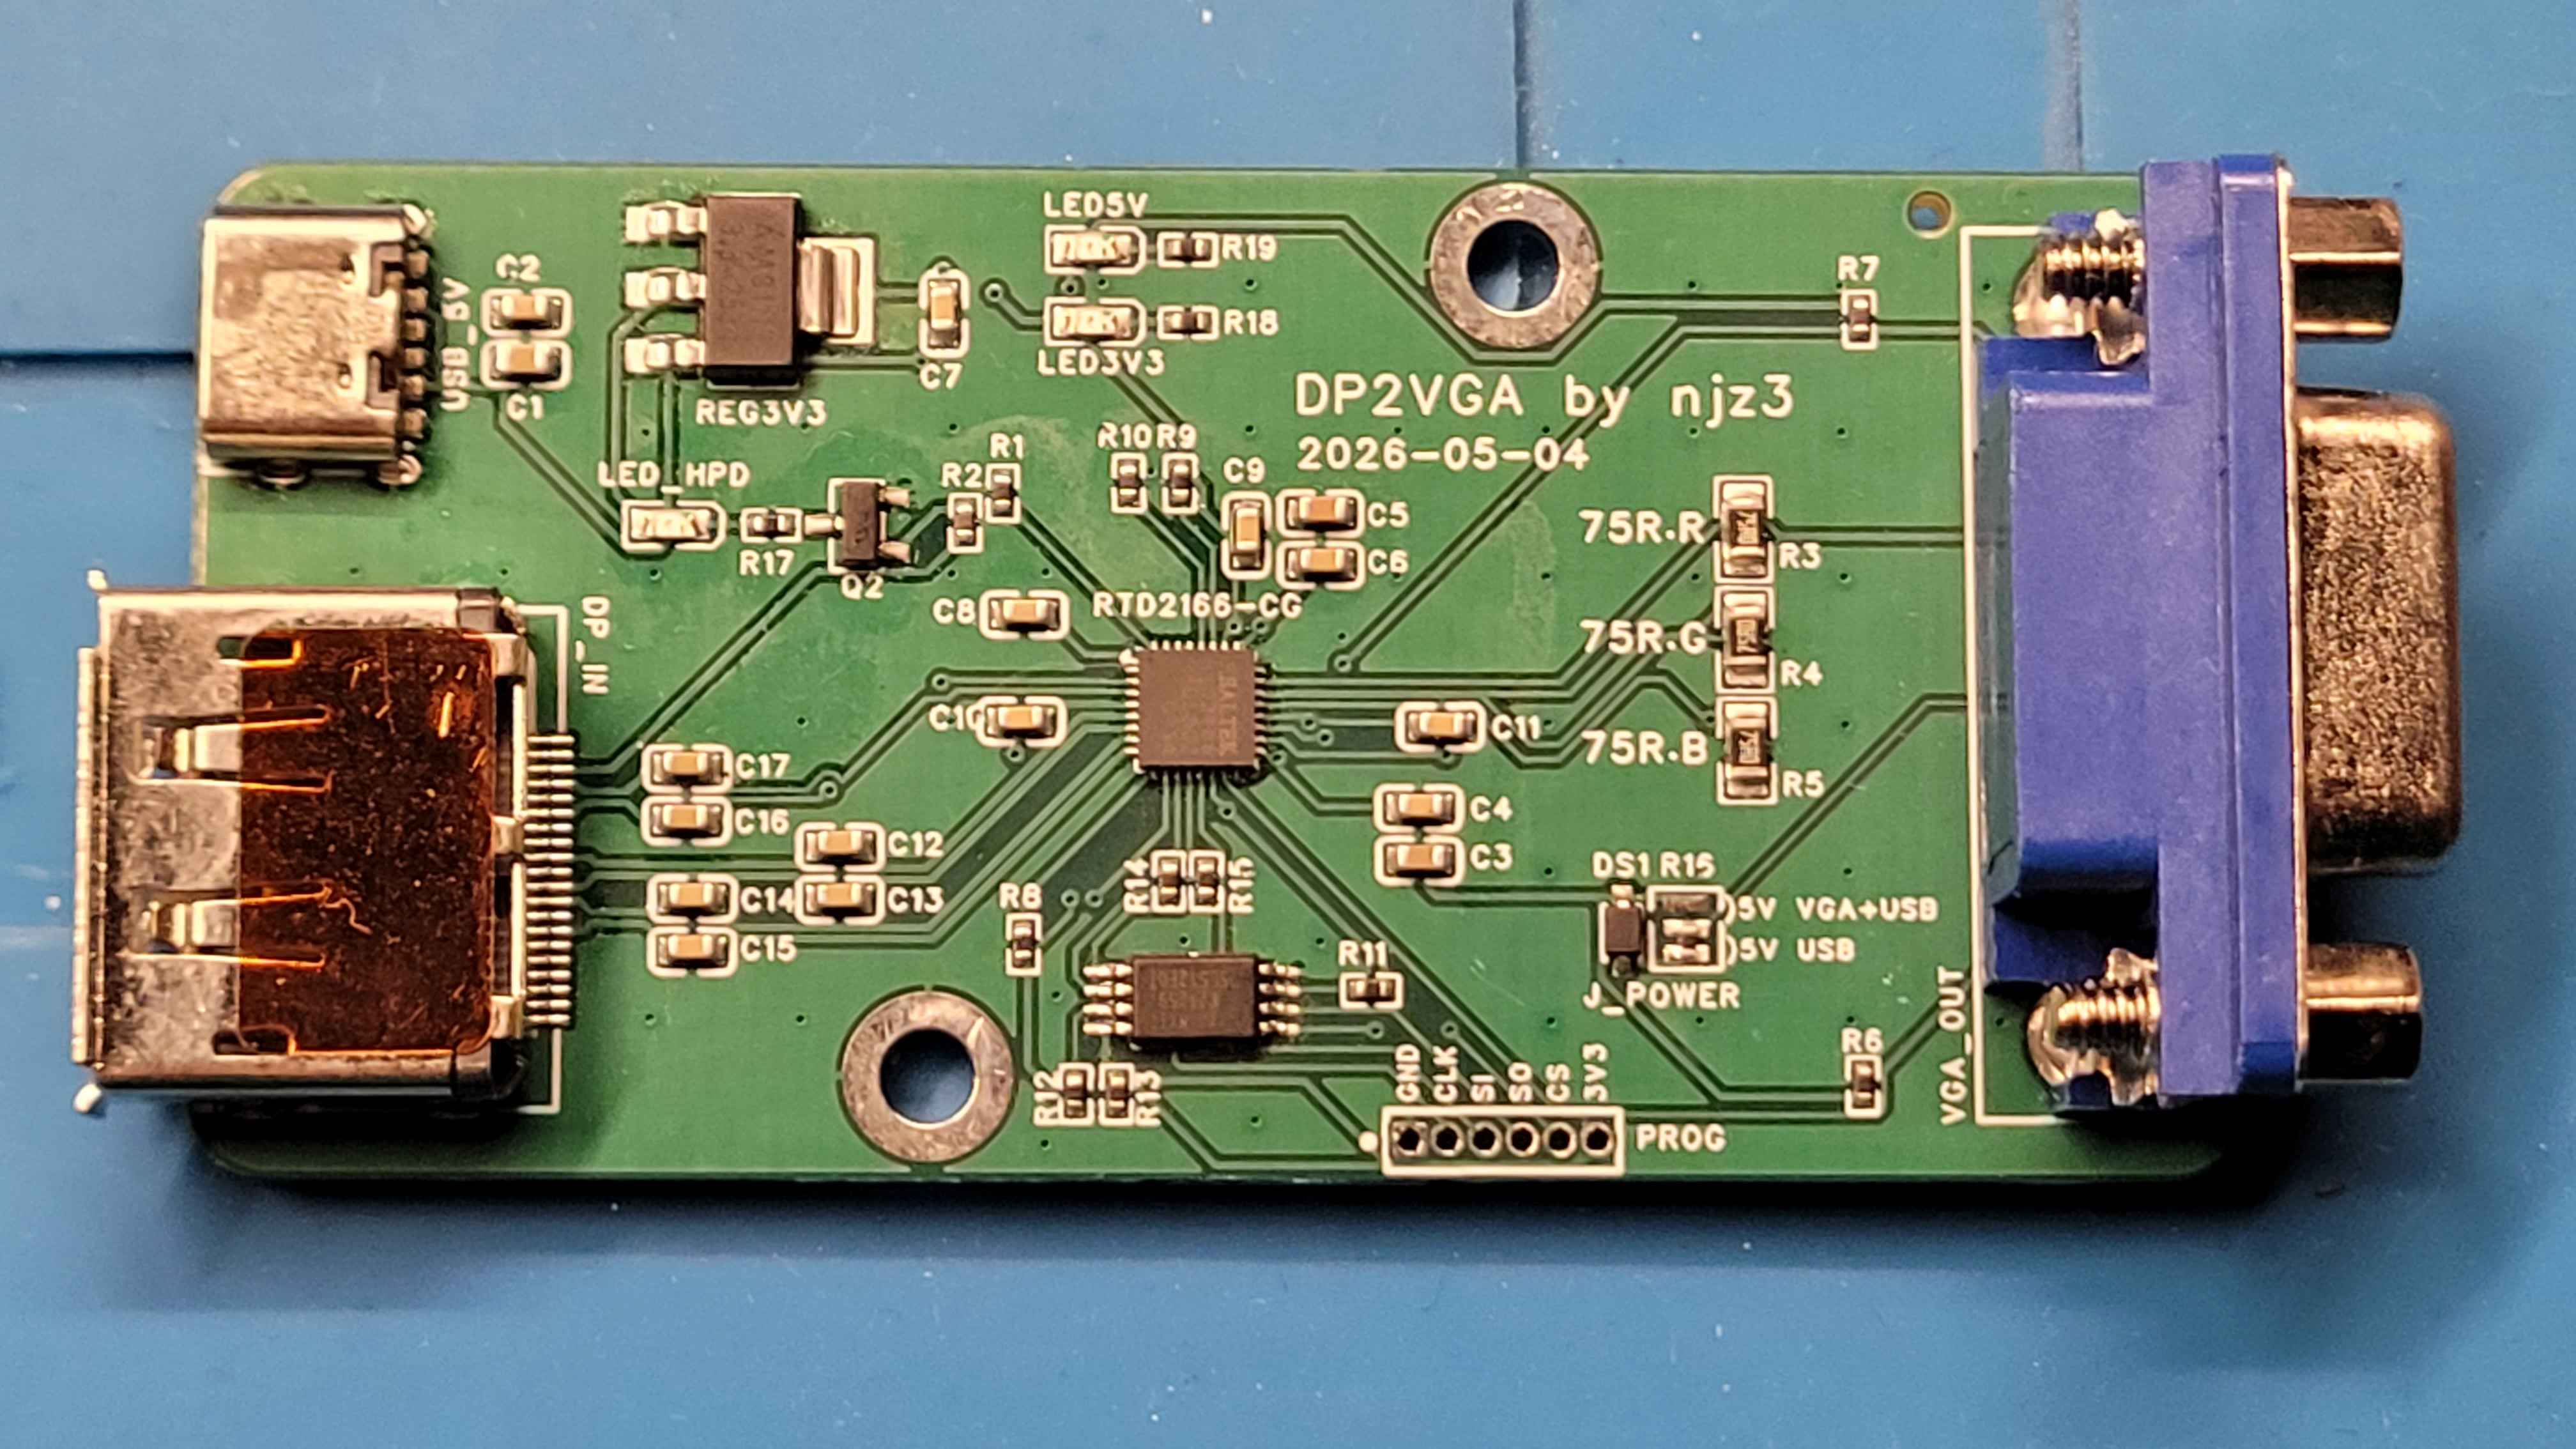 LED5V
R19
C2
R7
USB_5V
R18
LED3V3
C7
C1
REG3V3
DP2VGA by njz3
2026-05-04
R10 R9
R1
C9
R2
LED_HPD
C5
75R.R
R3
R17
Q2
C6
C8
RTD2166-CG
DP_IN
75R.G
R4
C10
C11
75R.B
R5
C17
C16
C4
C12
C3
R14
R15
DS1 R16
R8
C14
C13
5V VGA+USB
C15
R11
5V USB
J_POWER
VGA_OUT
R6
GND
CLK
SI
SO
CS
3V3
R12
R13
PROG